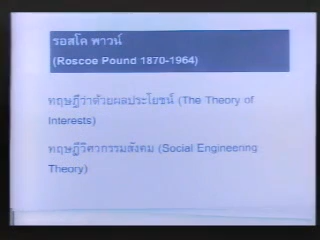 รอสโค พาวน์
(Roscoe Pound 1870-1964)
ทฤษฎีว่าด้วยผลประโยชน์ (The Theory of
Interests)
ทฤษฎีวิศวกรรมสังคม (Social Engineering
Theory)